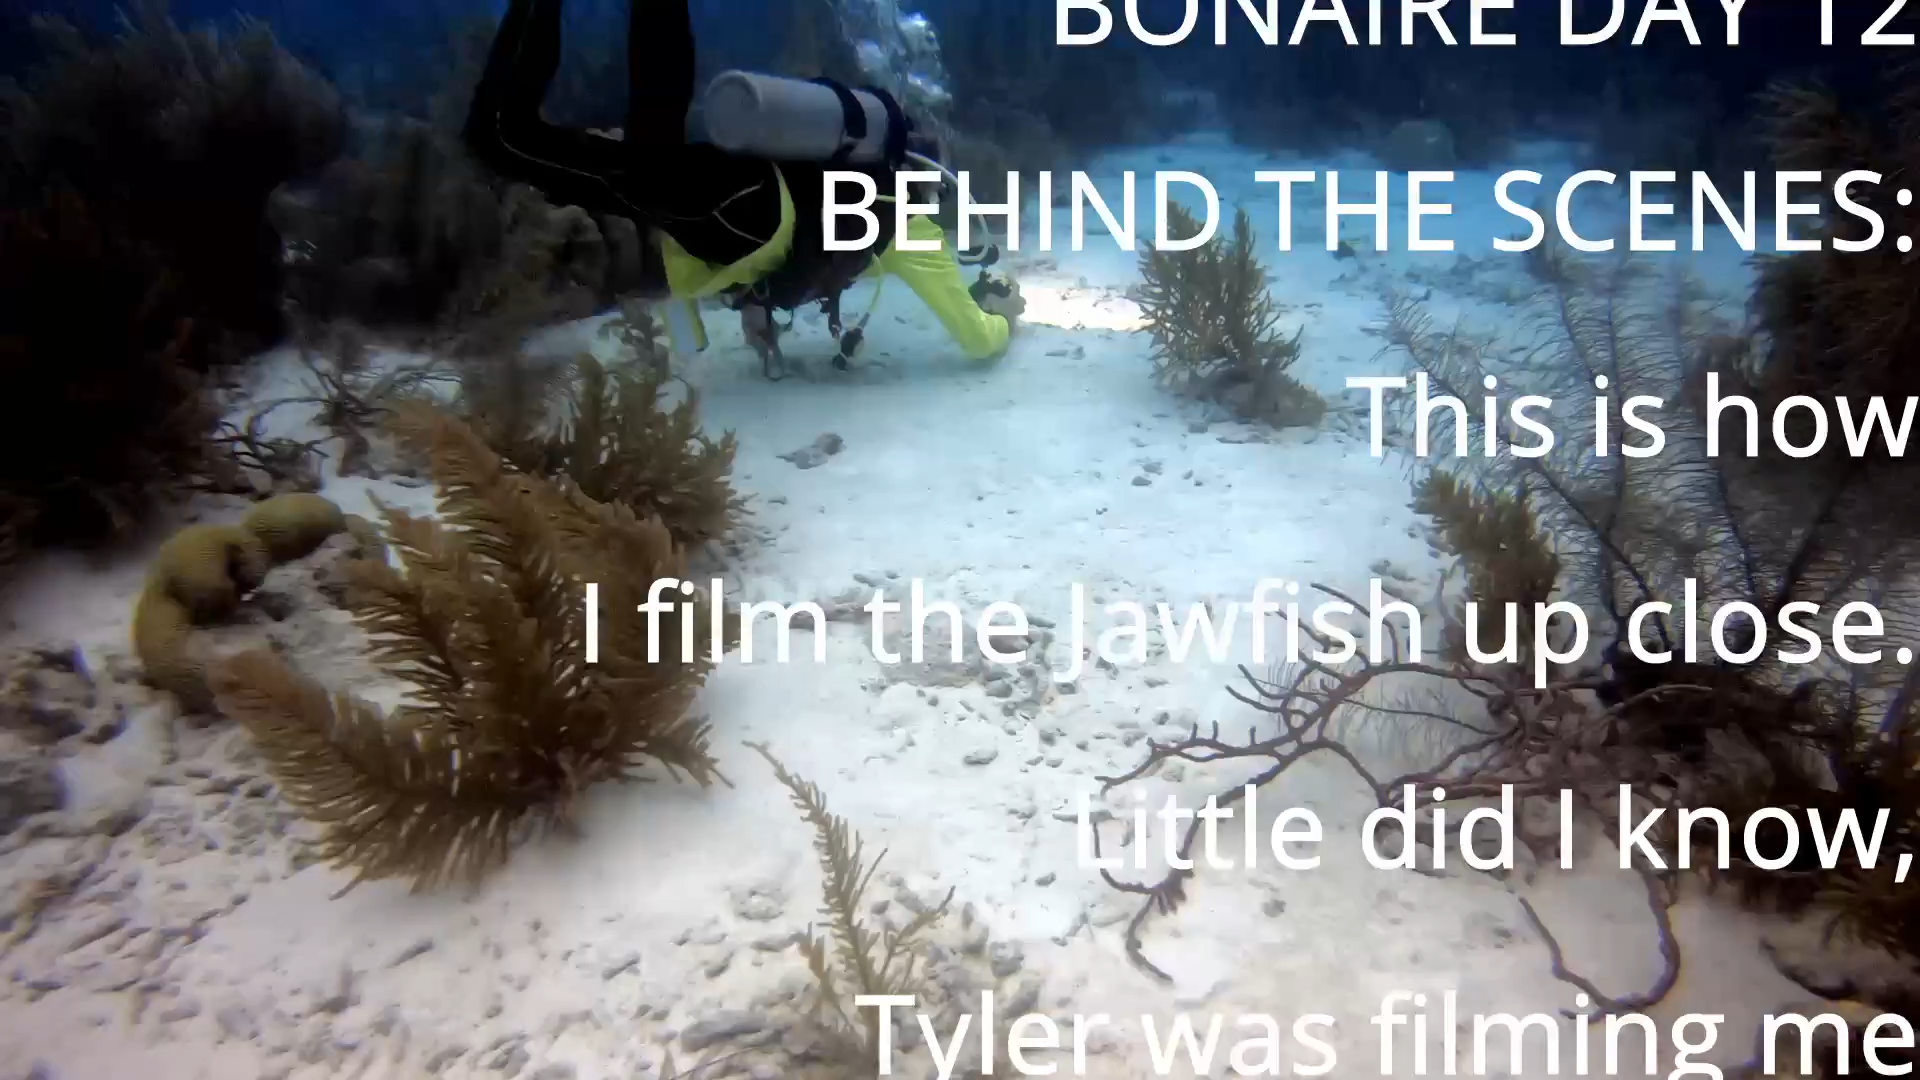 BONAIRE DAY 12
BEHIND THE SCENES:
This is how
I film the Jawfish up close.
Little did I know,
Tyler was filming me